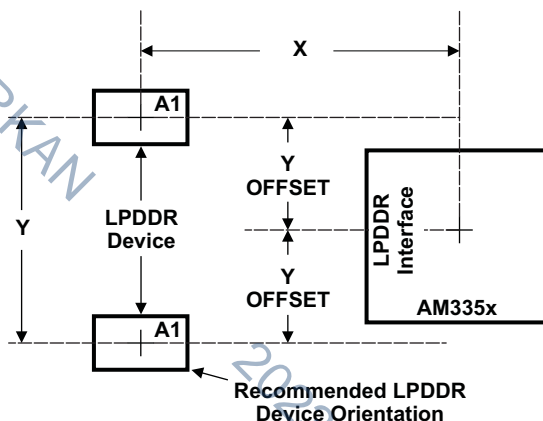 X
A1
Y
OFFSET
LPDDR
Interface
LPDDR
Device
Y
Y
OFFSET
AM335x
A1
Recommended LPDDR
Device Orientation